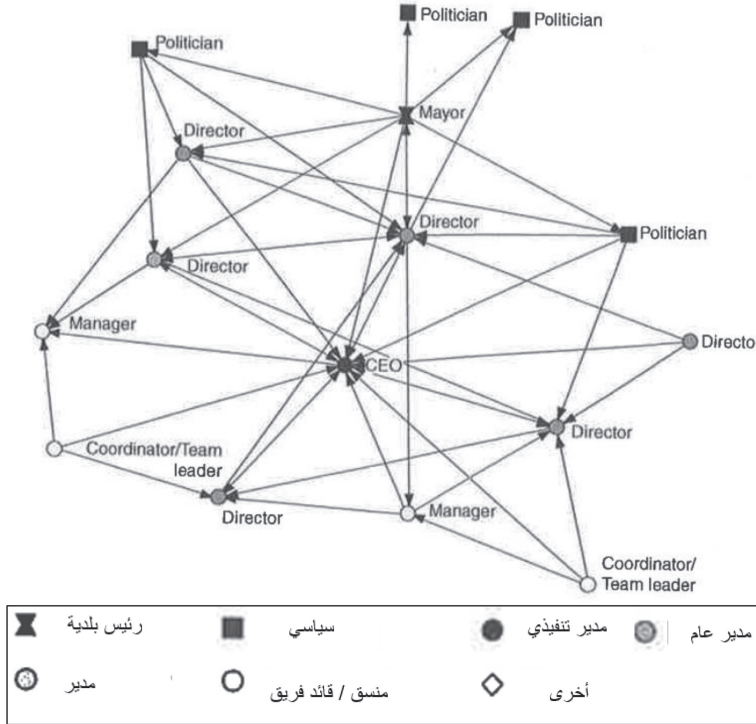 Politician
Politician
Politician
Mayor
Director
Director
Politician
Director
Manager
Directo
CEO
Director
Coordinator/Team
leader
Director
Manager
Coordinator/
Team leader
رئيس بلدية
سياسي
مدير تنفيذي
مدير عام
مدير
منسق / قائد فريق
أخرى